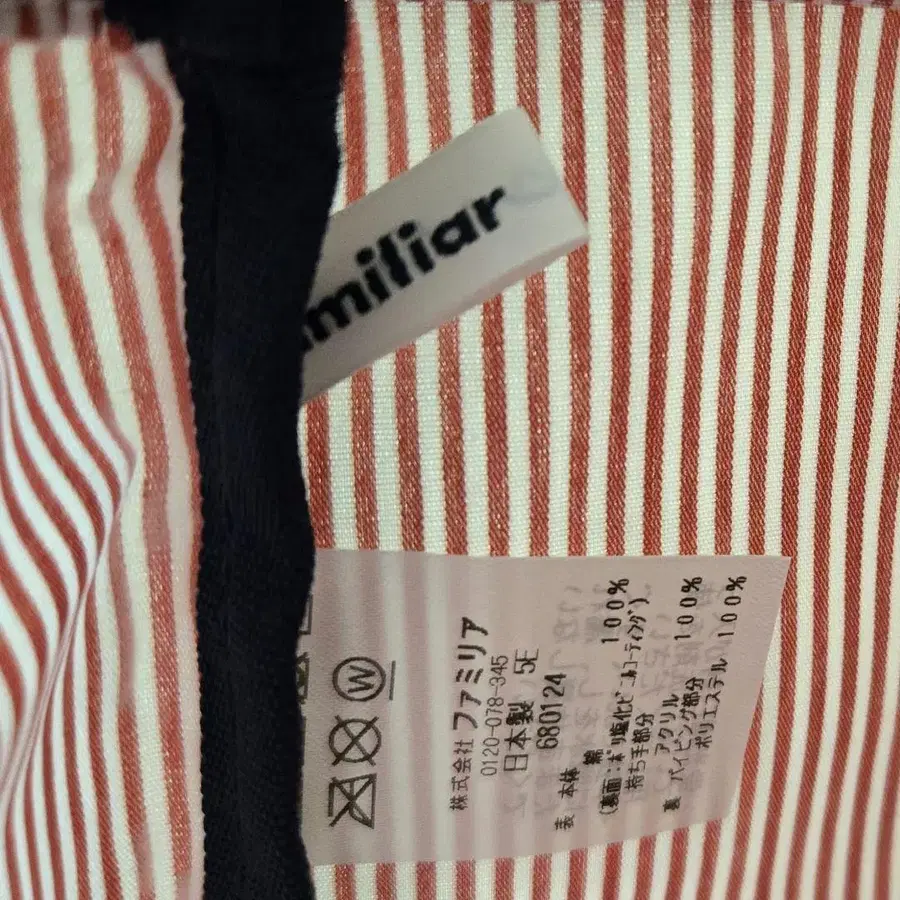 miliar
株式会社 ファミリア
0120-078-345
日本製 5E
680124
表 本体 綿 100%
(裏面:ポリ塩化ビニルコーティング)
持ち手部分
アクリル 100%
パイピング部分
裏 ポリエステル 100%
W